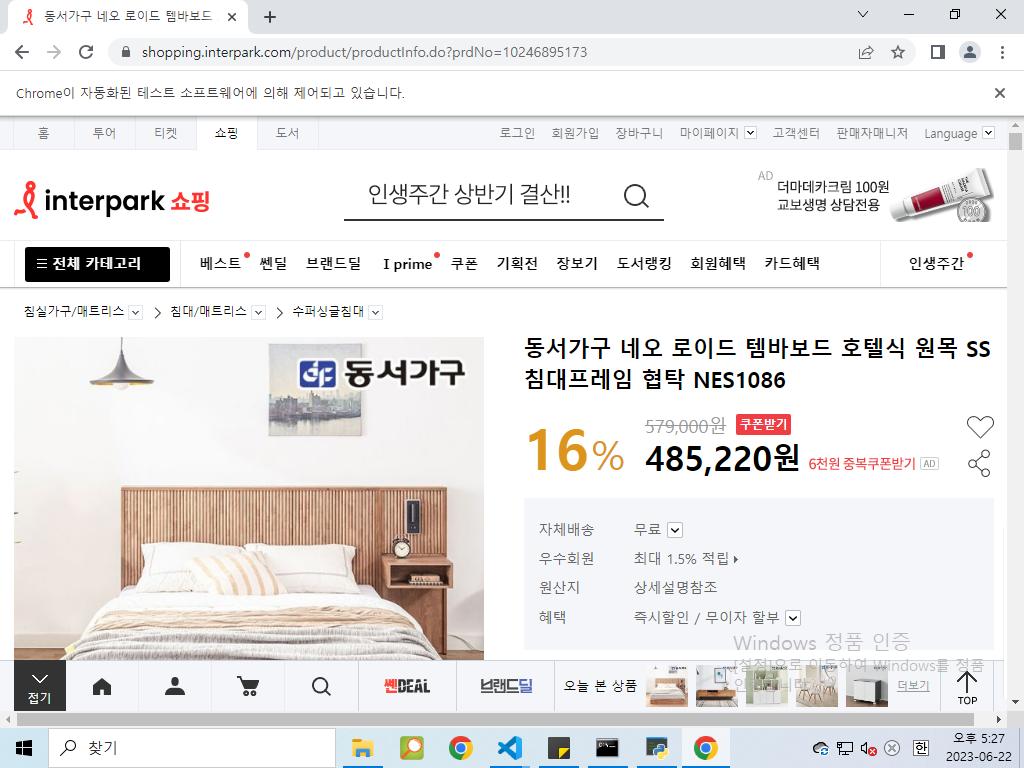 동서가구 네오 로이드 템바보드
shopping.interpark.com/product/productInfo.do?prdNo=10246895173
Chrome이 자동화된 테스트 소프트웨어에 의해 제어되고 있습니다.
홈 투어 티켓 쇼핑 도서 로그인 회원가입 장바구니 마이페이지 고객센터 판매자매니저 Language
interpark 쇼핑 인생주간 상반기 결산!! AD 더마데카크림 100원
교보생명 상담전용
전체 카테고리 베스트 쎈딜 브랜드딜 I prime 쿠폰 기획전 장보기 도서랭킹 회원혜택 카드혜택 인생주간
침실가구/매트리스 침대/매트리스 수퍼싱글침대
동서가구
동서가구 네오 로이드 템바보드 호텔식 원목 SS
침대프레임 협탁 NES1086
16% 579,000원 쿠폰받기
485,220원 6천원 중복쿠폰받기 AD
자체배송 무료
우수회원 최대 1.5% 적립
원산지 상세설명참조
혜택 즉시할인 / 무이자 할부
Windows 정품 인증
[설정]으로 이동하여 Windows를 정품
접기 쎈DEAL 브랜드딜 오늘 본 상품 더보기 TOP
찾기
한
오후 5:27
2023-06-22